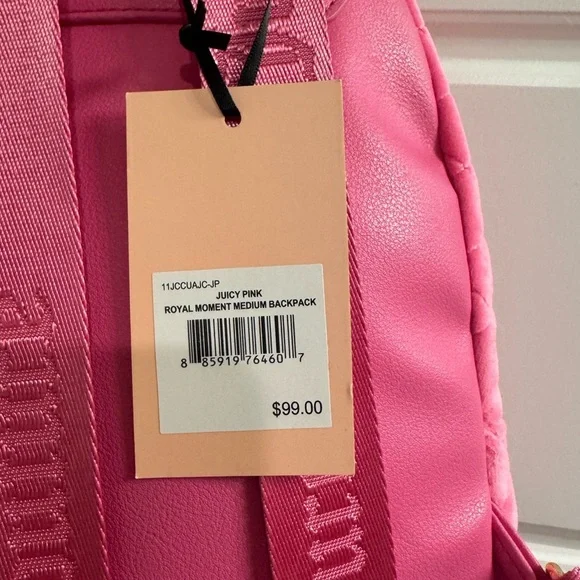 11JCCUAJC-JP
JUICY PINK
ROYAL MOMENT MEDIUM BACKPACK
8 85919 76460 7
$99.00